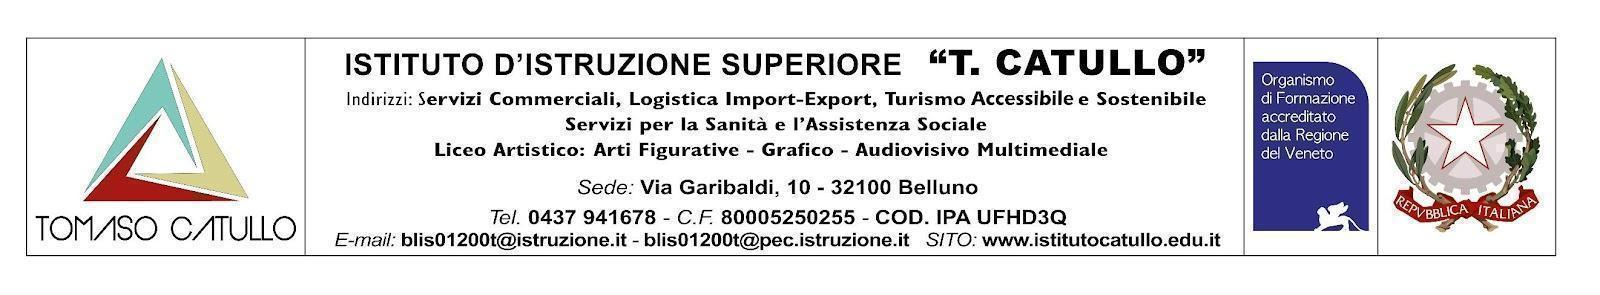 TOMASO CATULLO
ISTITUTO D'ISTRUZIONE SUPERIORE “T. CATULLO”
Indirizzi: Servizi Commerciali, Logistica Import-Export, Turismo Accessibile e Sostenibile
Servizi per la Sanità e l'Assistenza Sociale
Liceo Artistico: Arti Figurative - Grafico - Audiovisivo Multimediale
Sede: Via Garibaldi, 10 - 32100 Belluno
Tel. 0437 941678 - C.F. 80005250255 - COD. IPA UFHD3Q
E-mail: blis01200t@istruzione.it - blis01200t@pec.istruzione.it SITO: www.istitutocatullo.edu.it
Organismo
di Formazione
accreditato
dalla Regione
del Veneto
REPVBBLICA ITALIANA